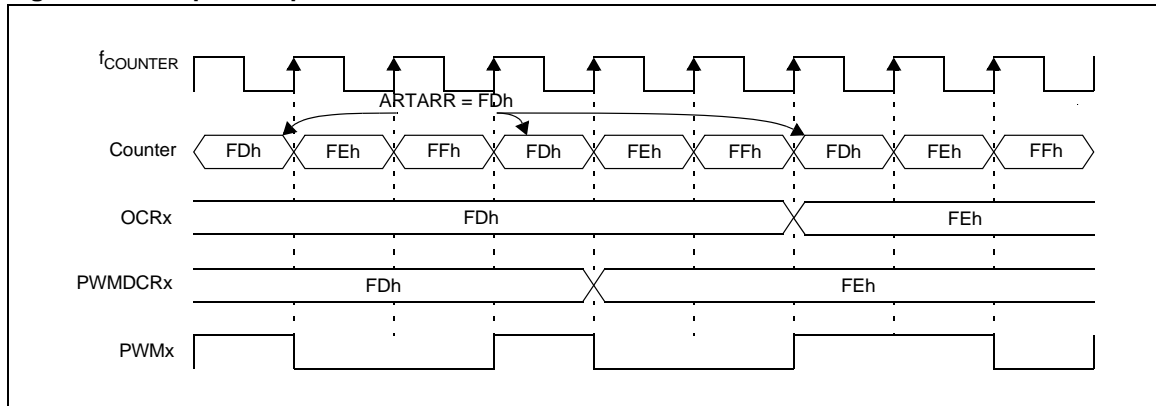 fCOUNTER
ARTARR = FDh
Counter FDh FEh FFh FDh FEh FFh FDh FEh FFh
OCRx FDh FEh
PWMDCRx FDh FEh
PWMx